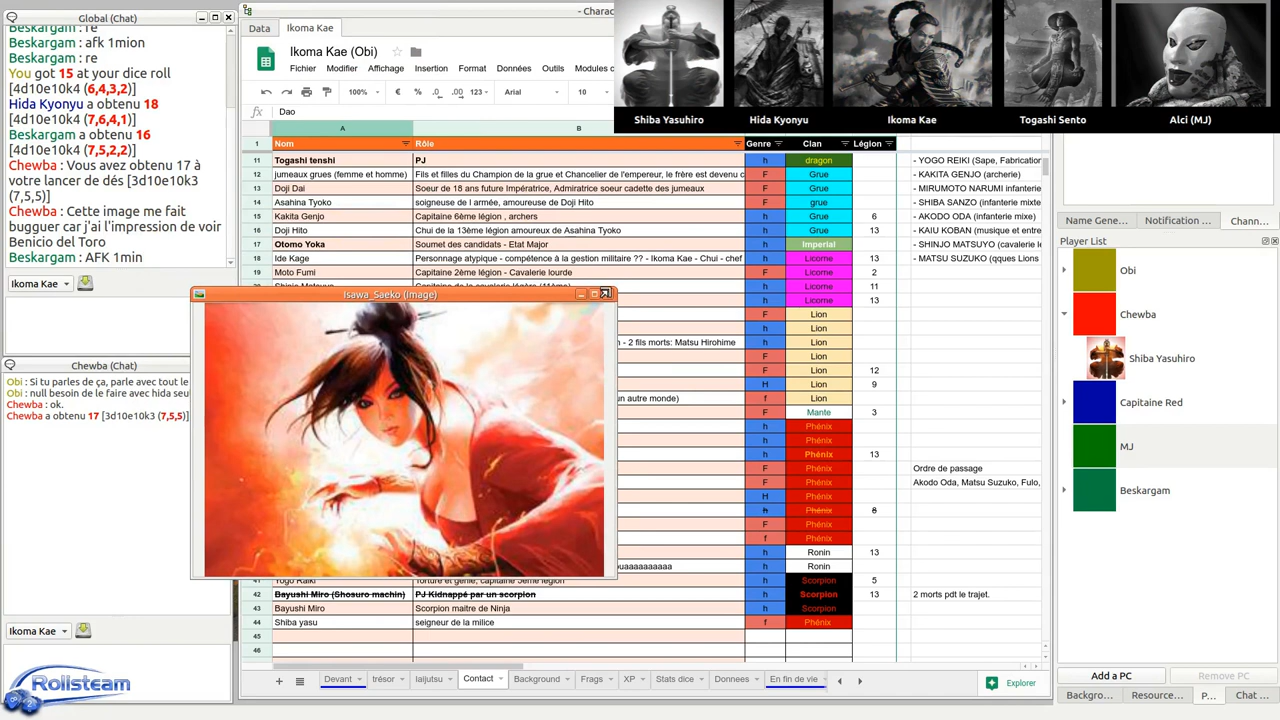 Global (Chat)
Beskargam : re
Beskargam : afk 1mion
Beskargam : re
You got 15 at your dice roll
[4d10e10k4 (6,4,3,2)]
Hida Kyonyu a obtenu 18
[4d10e10k4 (7,6,4,1)]
Beskargam a obtenu 16
[4d10e10k4 (7,5,2,2)]
Chewba : Vous avez obtenu 17 à
votre lancer de dés [3d10e10k3
(7,5,5)]
Chewba : Cette image me fait
bugguer car j'ai l'impression de voir
Benicio del Toro
Beskargam : AFK 1min
Ikoma Kae
Chewba (Chat)
Obi : Si tu parles de ça, parle avec tout le
Obi : null besoin de le faire avec hida seu
Chewba : ok.
Chewba a obtenu 17 [3d10e10k3 (7,5,5)]
Ikoma Kae
Rolisteam
- Charac
Data
Ikoma Kae
Ikoma Kae (Obi)
Fichier Modifier Affichage Insertion Format Données Outils Modules
100% € % .0 .00 123 Arial 10
fx Dao
A B
1 Nom Rôle Genre Clan Légion
11 Togashi tenshi PJ h dragon - YOGO REIKI (Sape, Fabrication
12 jumeaux grues (femme et homme) Fils et filles du Champion de la grue et Chancelier de l'empereur, le frère est devenu c F Grue - KAKITA GENJO (archerie)
13 Doji Dai Soeur de 18 ans future Impératrice, Admiratrice soeur cadette des jumeaux F Grue - MIRUMOTO NARUMI infanterie
14 Asahina Tyoko soigneuse de l armée, amoureuse de Doji Hito F grue - SHIBA SANZO (infanterie
15 Kakita Genjo Capitaine 6ème légion , archers h Grue 6 - AKODO ODA (infanterie mixe)
16 Doji Hito Chui de la 13ème légion amoureux de Asahina Tyoko h Grue 13 - KAIU KOBAN (musique et entre
17 Otomo Yoka Soumet des candidats - Etat Major h Imperial - SHINJO MATSUYO (cavalerie le
18 Ide Kage Personnage atypique - compétence à la gestion militaire ?? - Ikoma Kae - Chui - chef h Licorne 13 - MATSU SUZUKO (qques Lions
19 Moto Fumi Capitaine 2ème légion - Cavalerie lourde F Licorne 2
h Licorne 11
h Licorne 13
F Lion
h Lion
n - 2 fils morts: Matsu Hirohime h Lion
F Lion
F Lion 12
H Lion 9
un autre monde) f Lion
F Mante 3
h Phénix
h Phénix
h Phénix 13
F Phénix Ordre de passage
F Phénix Akodo Oda, Matsu Suzuko, Fulo,
H Phénix
h Phénix 8
F Phénix
f Phénix
h Ronin 13
h Ronin
41 Yogo Raiki Torture et génie, capitaine 5ème légion h Scorpion 5
42 Bayushi Miro (Shosuro machin) PJ Kidnappé par un scorpion h Scorpion 13 2 morts pdt le trajet.
43 Bayushi Miro Scorpion maitre de Ninja h Scorpion
44 Shiba yasu seigneur de la milice f Phénix
45
46
Isawa_Saeko (Image)
+ Devant trésor Iaijutsu Contact Background Frags XP Stats dice Donnees En fin de vie
Explorer
Shiba Yasuhiro
Hida Kyonyu
Ikoma Kae
Togashi Sento
Alci (MJ)
Name Gene... Notification ... Chann...
Player List
Obi
Chewba
Shiba Yasuhiro
Capitaine Red
MJ
Beskargam
Add a PC
Remove PC
Backgro... Resource... P... Chat ...